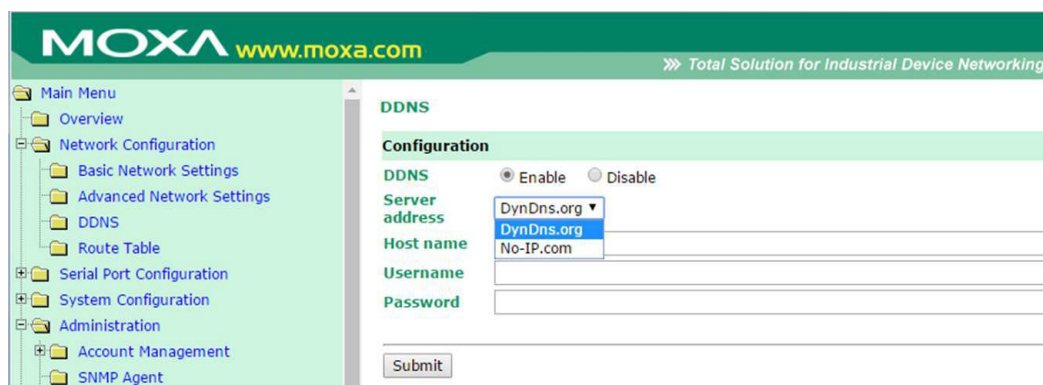 MOXA www.moxa.com
Total Solution for Industrial Device Networking
Main Menu
Overview
Network Configuration
Basic Network Settings
Advanced Network Settings
DDNS
Route Table
Serial Port Configuration
System Configuration
Administration
Account Management
SNMP Agent
DDNS
Configuration
DDNS Enable Disable
Server address DynDns.org
DynDns.org
No-IP.com
Host name
Username
Password
Submit